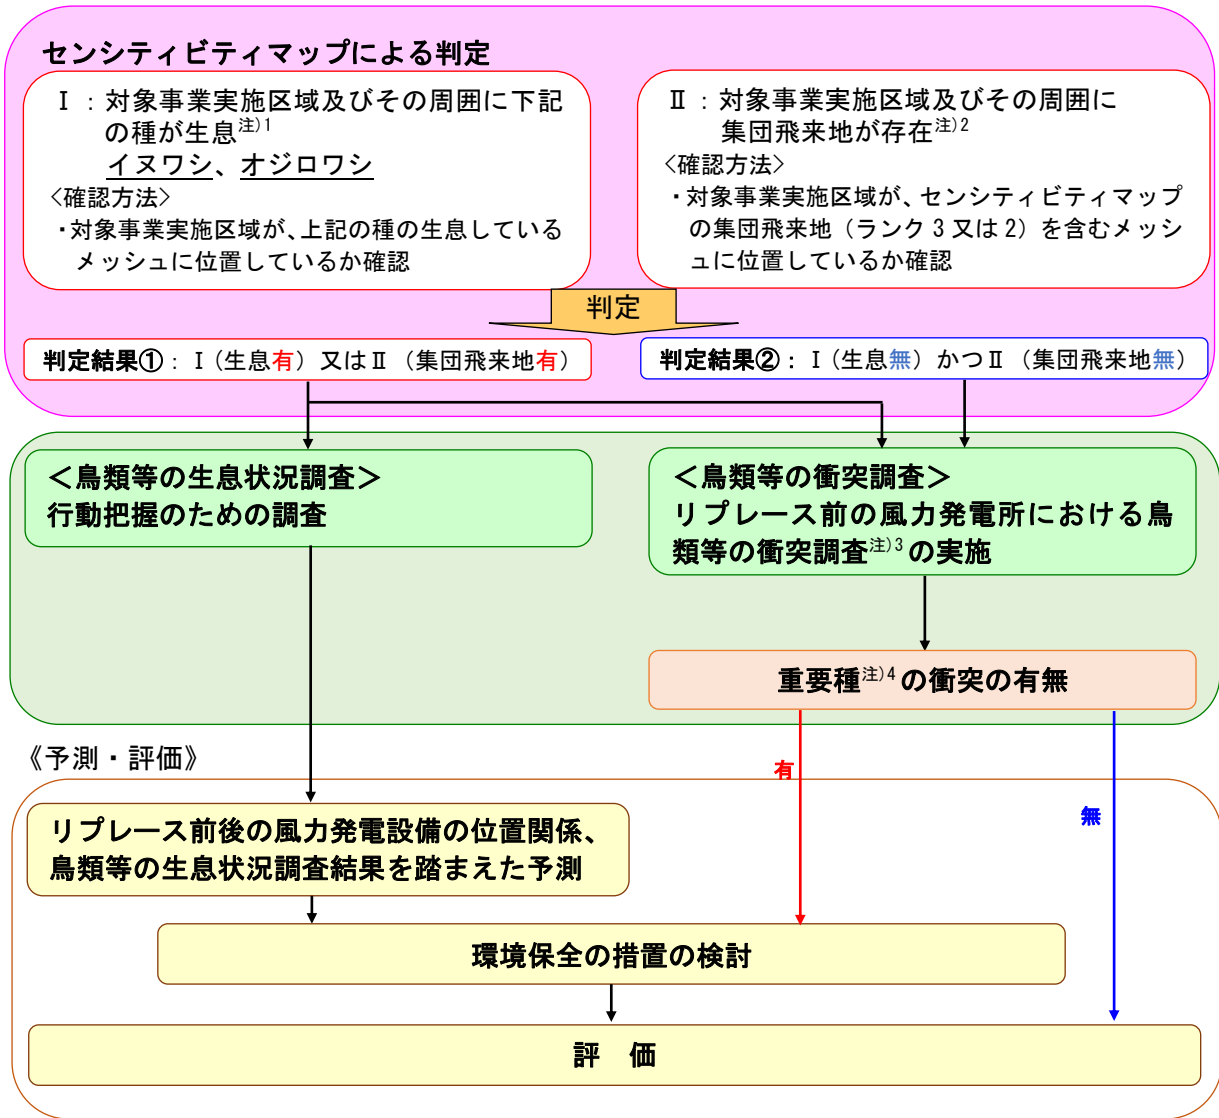 センシティビティマップによる判定
Ⅰ：対象事業実施区域及びその周囲に下記
の種が生息注)1
イヌワシ、オジロワシ
<確認方法>
・対象事業実施区域が、上記の種の生息している
メッシュに位置しているか確認
Ⅱ：対象事業実施区域及びその周囲に
集団飛来地が存在注)2
<確認方法>
・対象事業実施区域が、センシティビティマップ
の集団飛来地（ランク3又は2）を含むメッシ
ュに位置しているか確認
判定
判定結果①：Ⅰ（生息有）又はⅡ（集団飛来地有）
判定結果②：Ⅰ（生息無）かつⅡ（集団飛来地無）
＜鳥類等の生息状況調査＞
行動把握のための調査
＜鳥類等の衝突調査＞
リプレース前の風力発電所における鳥
類等の衝突調査注)3の実施
重要種注)4の衝突の有無
《予測・評価》
有
無
リプレース前後の風力発電設備の位置関係、
鳥類等の生息状況調査結果を踏まえた予測
環境保全の措置の検討
評　価